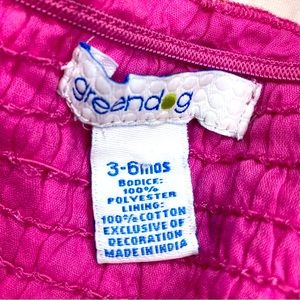 greendog
3-6mos
BODICE:
100%
POLYESTER
LINING:
100% COTTON
EXCLUSIVE OF
DECORATION
MADE IN INDIA